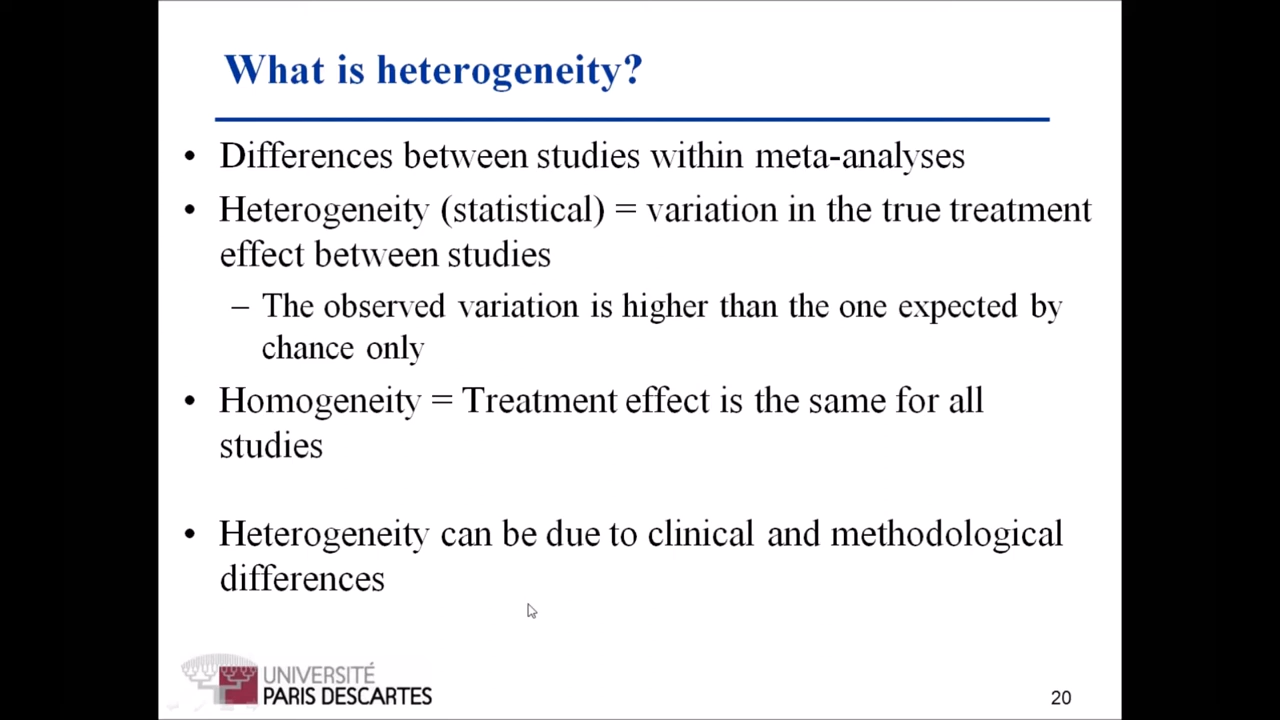 What is heterogeneity?
• Differences between studies within meta-analyses
• Heterogeneity (statistical) = variation in the true treatment
effect between studies
– The observed variation is higher than the one expected by
chance only
• Homogeneity = Treatment effect is the same for all
studies
• Heterogeneity can be due to clinical and methodological
differences
UNIVERSITÉ
PARIS DESCARTES
20